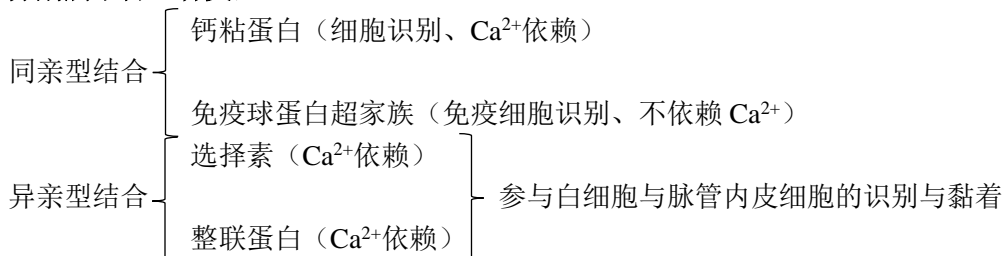 钙粘蛋白（细胞识别、Ca²⁺依赖）
同亲型结合
免疫球蛋白超家族（免疫细胞识别、不依赖 Ca²⁺）
选择素（Ca²⁺依赖）
异亲型结合
参与白细胞与脉管内皮细胞的识别与黏着
整联蛋白（Ca²⁺依赖）